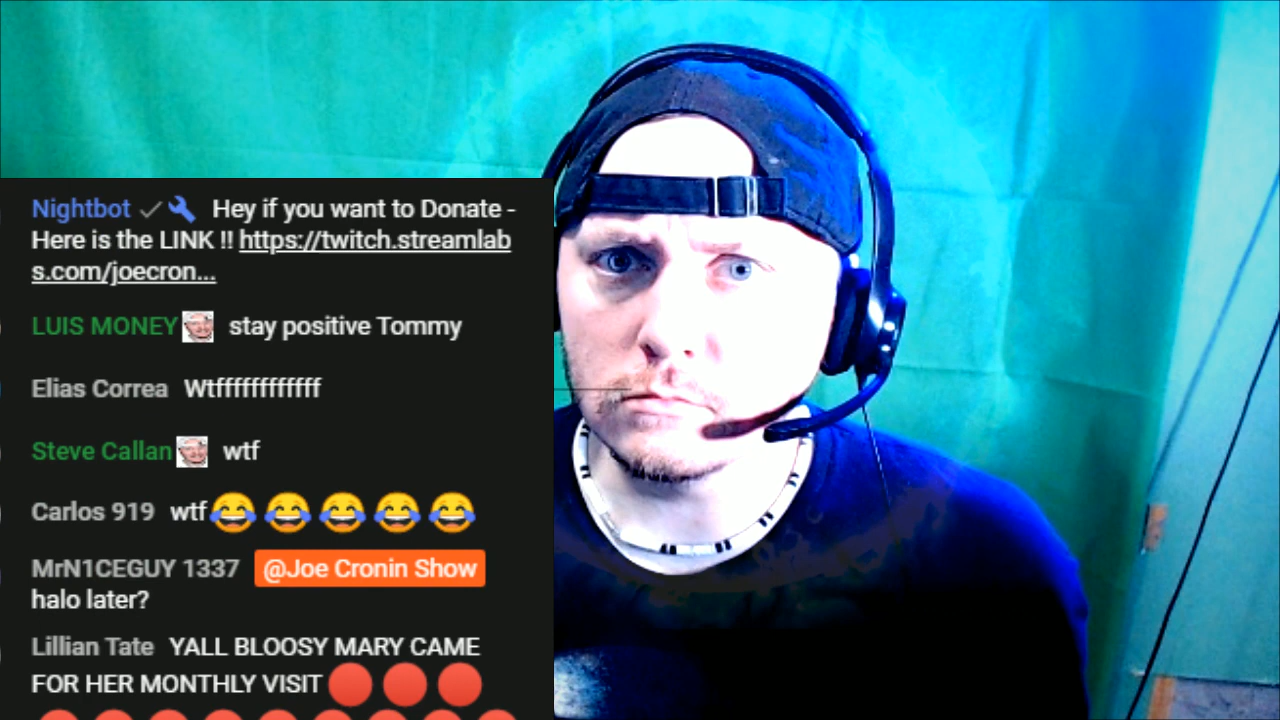 Nightbot Hey if you want to Donate -
Here is the LINK !! https://twitch.streamlab
s.com/joecron...
LUIS MONEY stay positive Tommy
Elias Correa Wtffffffffffff
Steve Callan wtf
Carlos 919 wtf😂😂😂😂😂
MrN1CEGUY 1337 @Joe Cronin Show
halo later?
Lillian Tate YALL BLOOSY MARY CAME
FOR HER MONTHLY VISIT 🔴🔴🔴